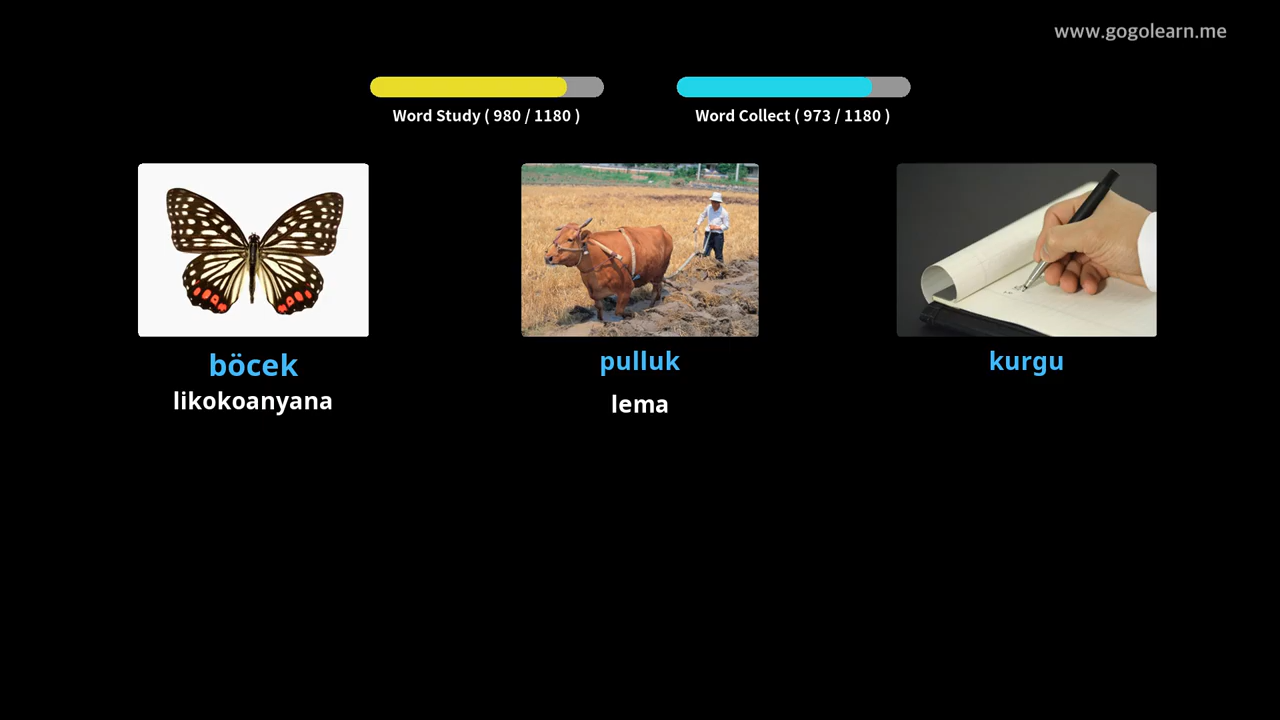 www.gogolearn.me
Word Study ( 980 / 1180 )
Word Collect ( 973 / 1180 )
böcek
pulluk
kurgu
likokoanyana
lema